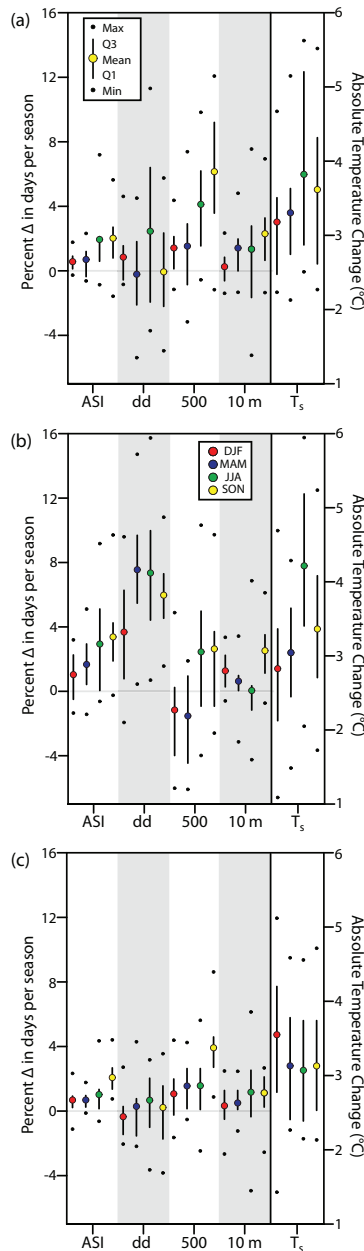 (a)
16
12
8
4
0
-4
Percent Δ in days per season
Max
Q3
Mean
Q1
Min
6
5
4
3
2
1
Absolute Temperature Change (°C)
ASI dd 500 10 m Ts
(b)
16
12
8
4
0
-4
Percent Δ in days per season
DJF
MAM
JJA
SON
6
5
4
3
2
1
Absolute Temperature Change (°C)
ASI dd 500 10 m Ts
(c)
16
12
8
4
0
-4
Percent Δ in days per season
6
5
4
3
2
1
Absolute Temperature Change (°C)
ASI dd 500 10 m Ts